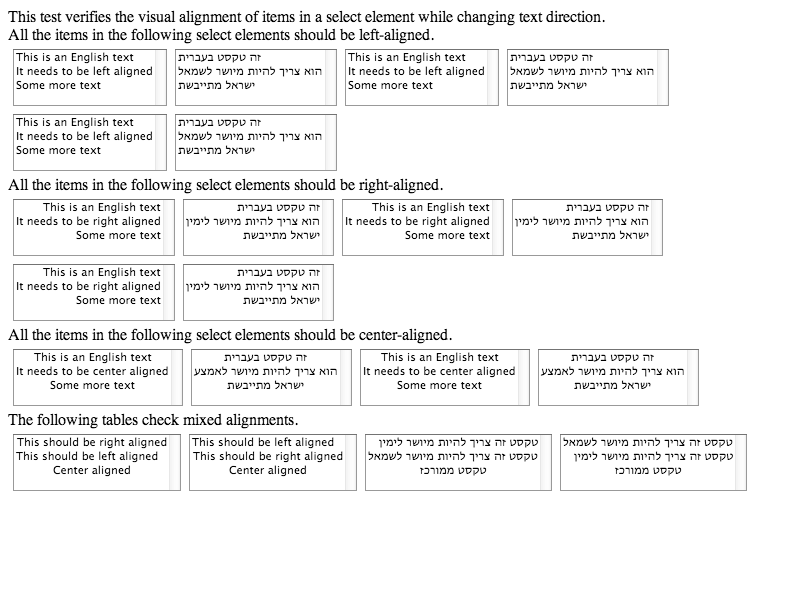 This test verifies the visual alignment of items in a select element while changing text direction.
All the items in the following select elements should be left-aligned.
This is an English text
It needs to be left aligned
Some more text
זה טקסט בעברית
הוא צריך להיות מיושר לשמאל
ישראל מתייבשת
This is an English text
It needs to be left aligned
Some more text
זה טקסט בעברית
הוא צריך להיות מיושר לשמאל
ישראל מתייבשת
This is an English text
It needs to be left aligned
Some more text
זה טקסט בעברית
הוא צריך להיות מיושר לשמאל
ישראל מתייבשת
All the items in the following select elements should be right-aligned.
This is an English text
It needs to be right aligned
Some more text
זה טקסט בעברית
הוא צריך להיות מיושר לימין
ישראל מתייבשת
This is an English text
It needs to be right aligned
Some more text
זה טקסט בעברית
הוא צריך להיות מיושר לימין
ישראל מתייבשת
This is an English text
It needs to be right aligned
Some more text
זה טקסט בעברית
הוא צריך להיות מיושר לימין
ישראל מתייבשת
All the items in the following select elements should be center-aligned.
This is an English text
It needs to be center aligned
Some more text
זה טקסט בעברית
הוא צריך להיות מיושר לאמצע
ישראל מתייבשת
This is an English text
It needs to be center aligned
Some more text
זה טקסט בעברית
הוא צריך להיות מיושר לאמצע
ישראל מתייבשת
The following tables check mixed alignments.
This should be right aligned
This should be left aligned
Center aligned
This should be left aligned
This should be right aligned
Center aligned
טקסט זה צריך להיות מיושר לימין
טקסט זה צריך להיות מיושר לשמאל
טקסט ממורכז
טקסט זה צריך להיות מיושר לשמאל
טקסט זה צריך להיות מיושר לימין
טקסט ממורכז